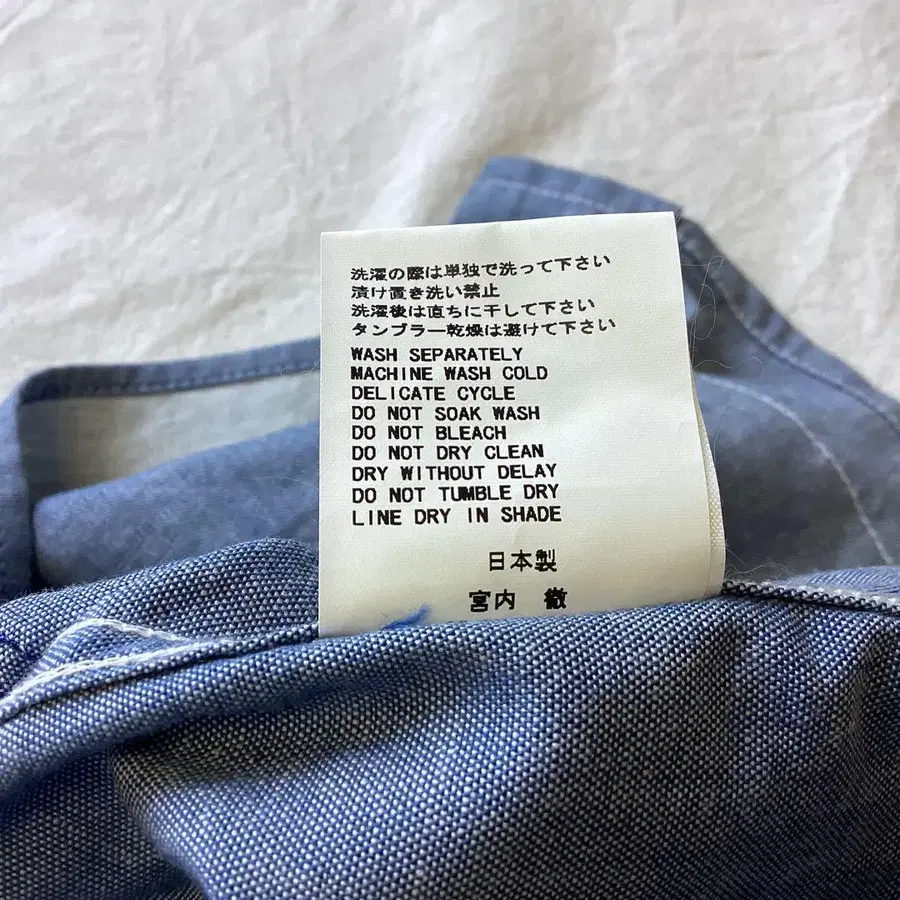 洗濯の際は単独で洗って下さい
漬け置き洗い禁止
洗濯後は直ちに干して下さい
タンブラー乾燥は避けて下さい
WASH SEPARATELY
MACHINE WASH COLD
DELICATE CYCLE
DO NOT SOAK WASH
DO NOT BLEACH
DO NOT DRY CLEAN
DRY WITHOUT DELAY
DO NOT TUMBLE DRY
LINE DRY IN SHADE
日本製
宮内 徹